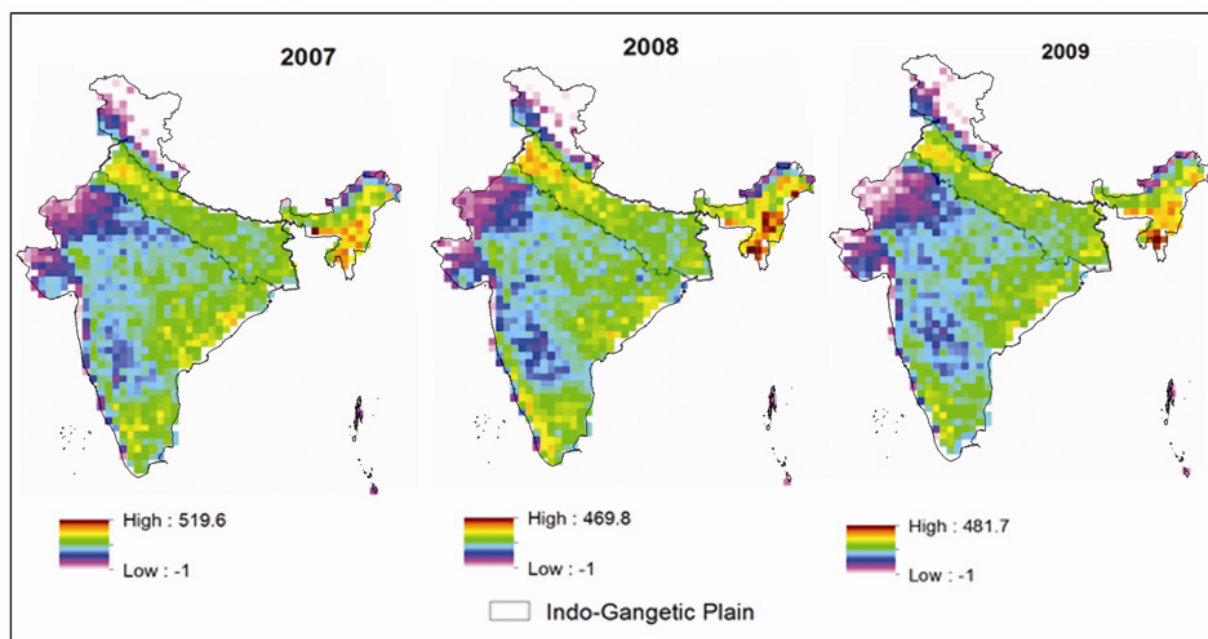 2007
2008
2009
High : 519.6
Low : -1
High : 469.8
Low : -1
High : 481.7
Low : -1
Indo-Gangetic Plain